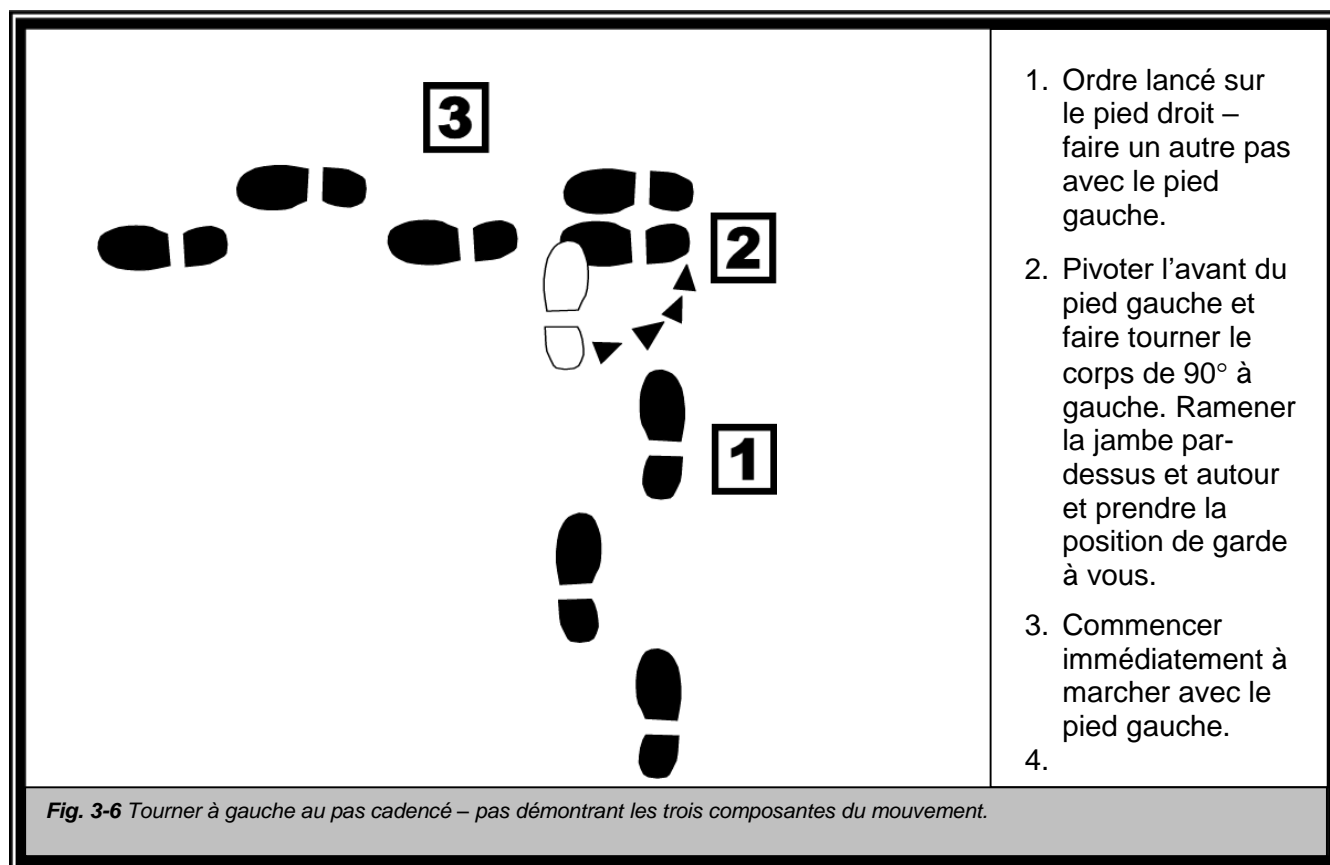 3
2
1
1. Ordre lancé sur
le pied droit –
faire un autre pas
avec le pied
gauche.
2. Pivoter l'avant du
pied gauche et
faire tourner le
corps de 90° à
gauche. Ramener
la jambe par-
dessus et autour
et prendre la
position de garde
à vous.
3. Commencer
immédiatement à
marcher avec le
pied gauche.
4.
Fig. 3-6 Tourner à gauche au pas cadencé – pas démontrant les trois composantes du mouvement.